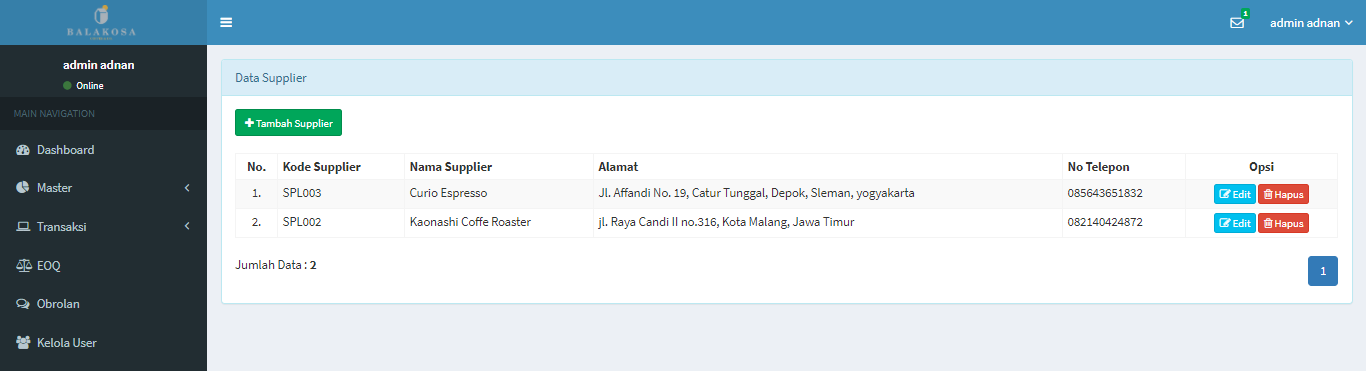 BALAKOSA
1
admin adnan
admin adnan
Online
MAIN NAVIGATION
Dashboard
Master
Transaksi
EOQ
Obrolan
Kelola User
Data Supplier
Tambah Supplier
No. Kode Supplier Nama Supplier Alamat No Telepon Opsi
1. SPL003 Curio Espresso Jl. Affandi No. 19, Catur Tunggal, Depok, Sleman, yogyakarta 085643651832 Edit Hapus
2. SPL002 Kaonashi Coffe Roaster jl. Raya Candi II no.316, Kota Malang, Jawa Timur 082140424872 Edit Hapus
Jumlah Data : 2
1